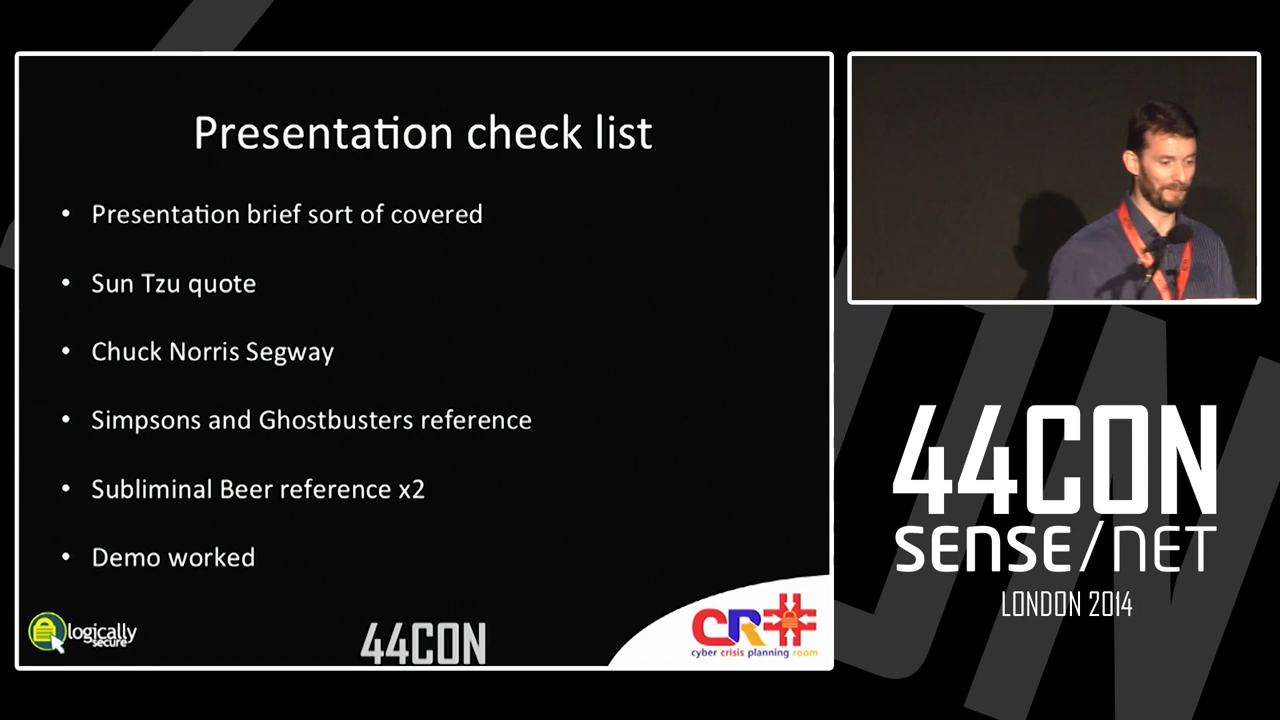 Presentation check list
• Presentation brief sort of covered
• Sun Tzu quote
• Chuck Norris Segway
• Simpsons and Ghostbusters reference
• Subliminal Beer reference x2
• Demo worked
logically
secure
44CON
CR
cyber crisis planning room
44CON
SENSE/NET
LONDON 2014